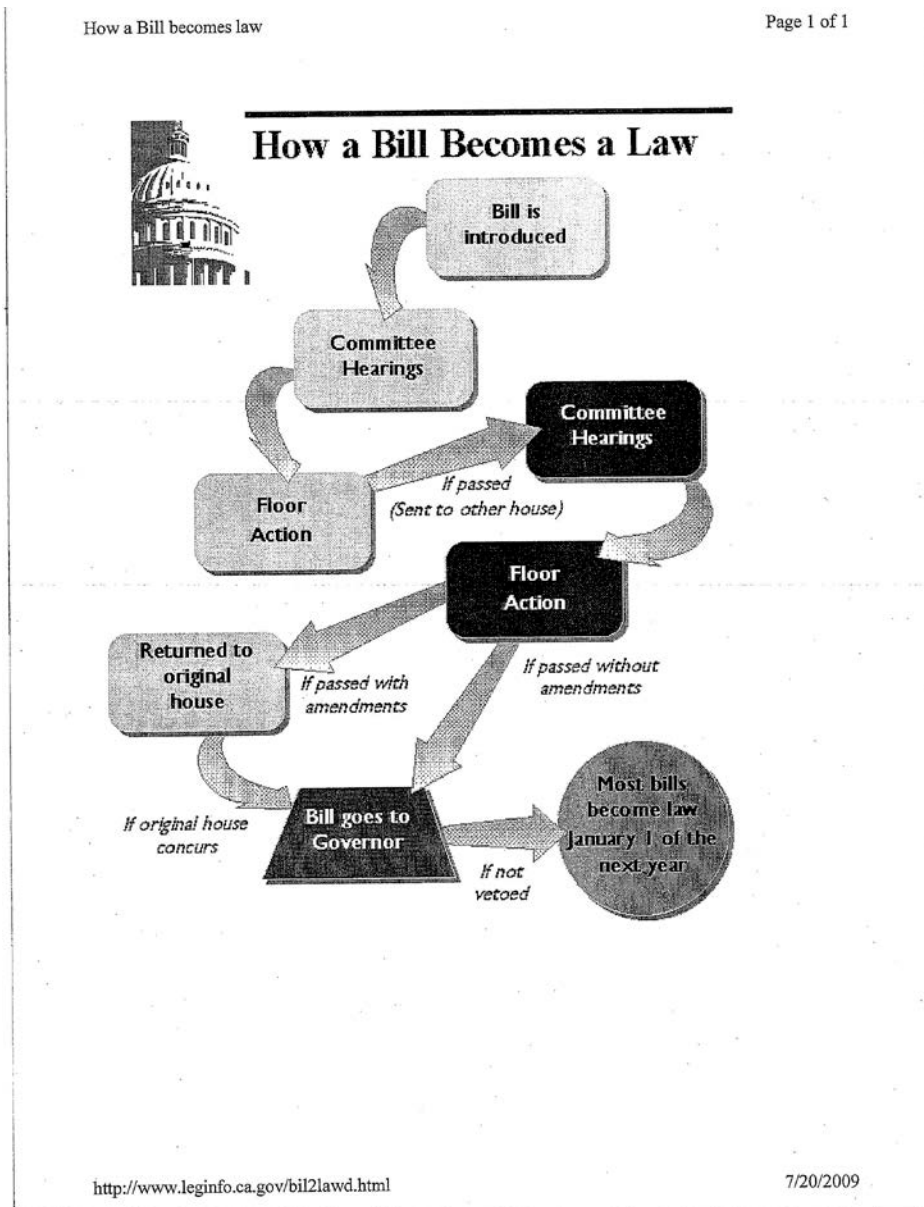 How a Bill becomes law
Page 1 of 1
How a Bill Becomes a Law
Bill is
introduced
Committee
Hearings
Committee
Hearings
If passed
(Sent to other house)
Floor
Action
Floor
Action
Returned to
original
house
If passed with
amendments
If passed without
amendments
If original house
concurs
Bill goes to
Governor
If not
vetoed
Most bills
become law
January 1 of the
next year
http://www.leginfo.ca.gov/bil2lawd.html
7/20/2009